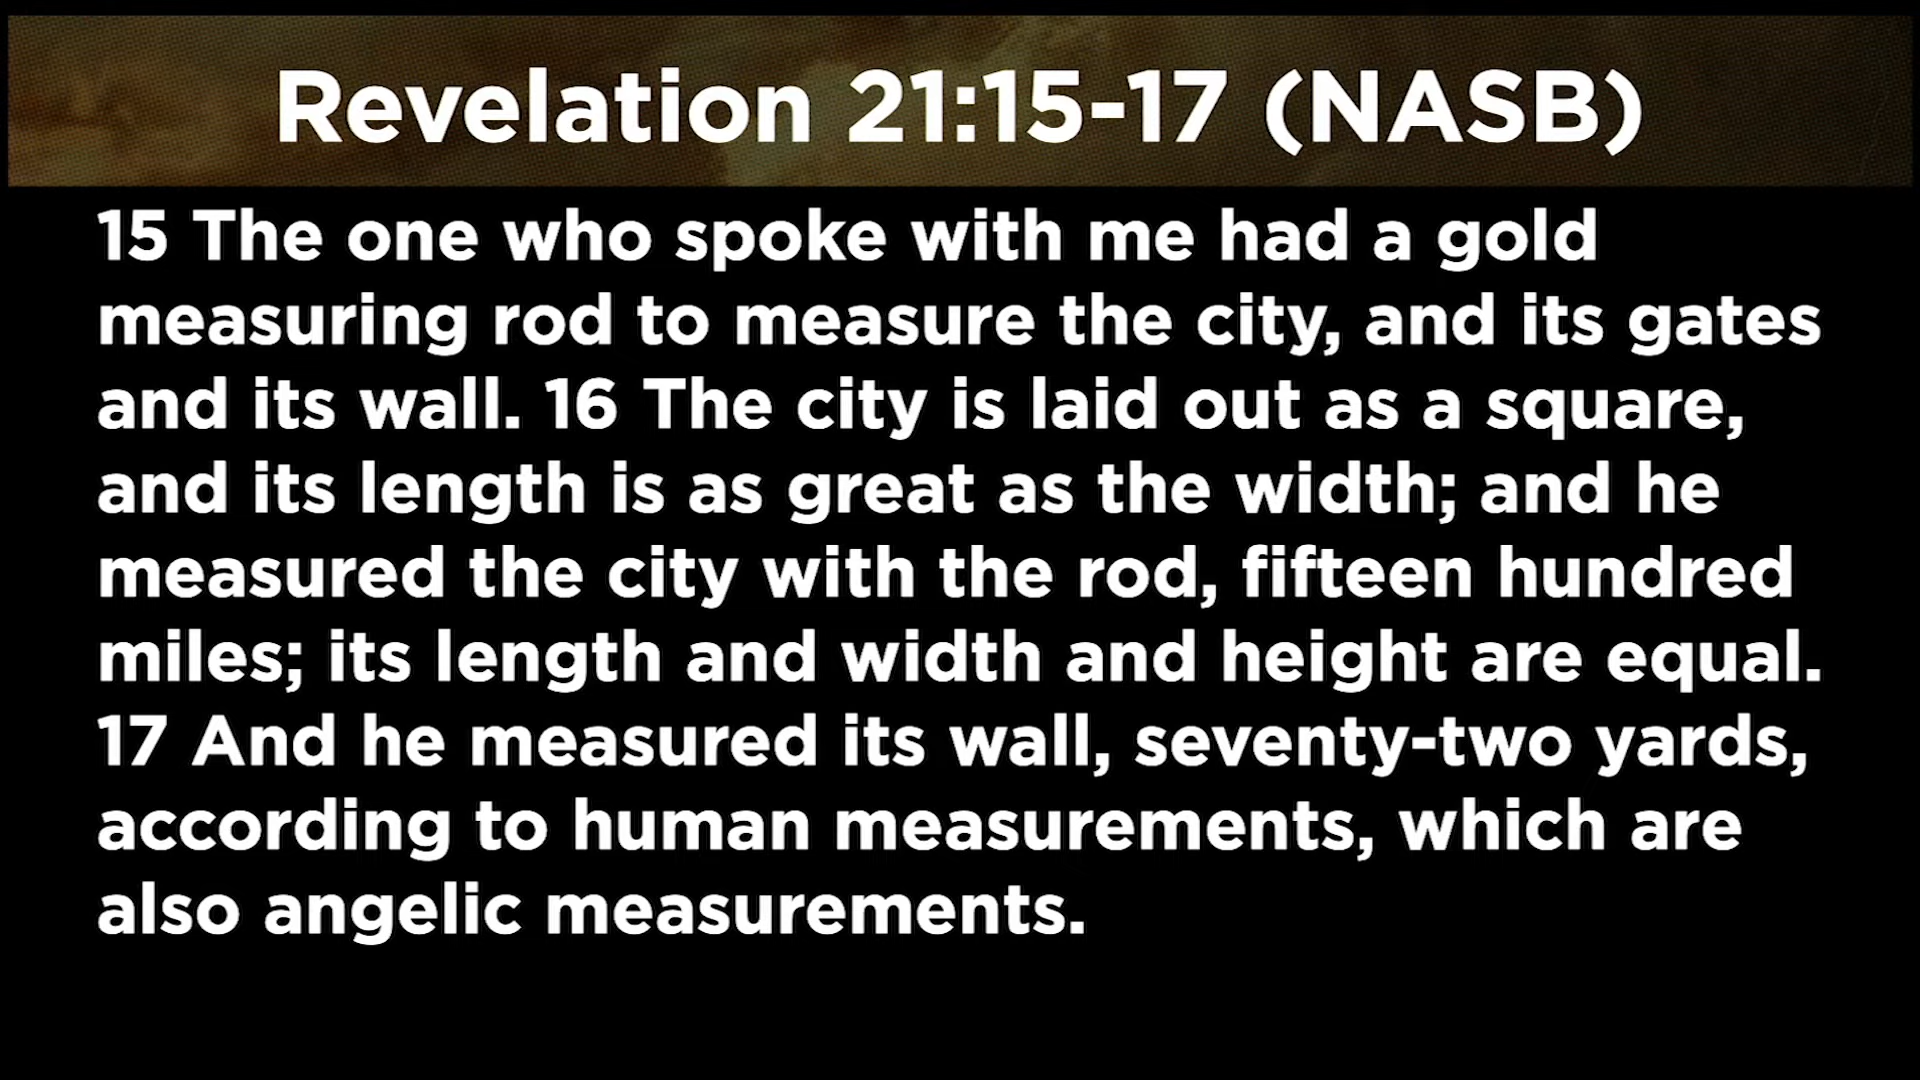 Revelation 21:15-17 (NASB)
15 The one who spoke with me had a gold
measuring rod to measure the city, and its gates
and its wall. 16 The city is laid out as a square,
and its length is as great as the width; and he
measured the city with the rod, fifteen hundred
miles; its length and width and height are equal.
17 And he measured its wall, seventy-two yards,
according to human measurements, which are
also angelic measurements.